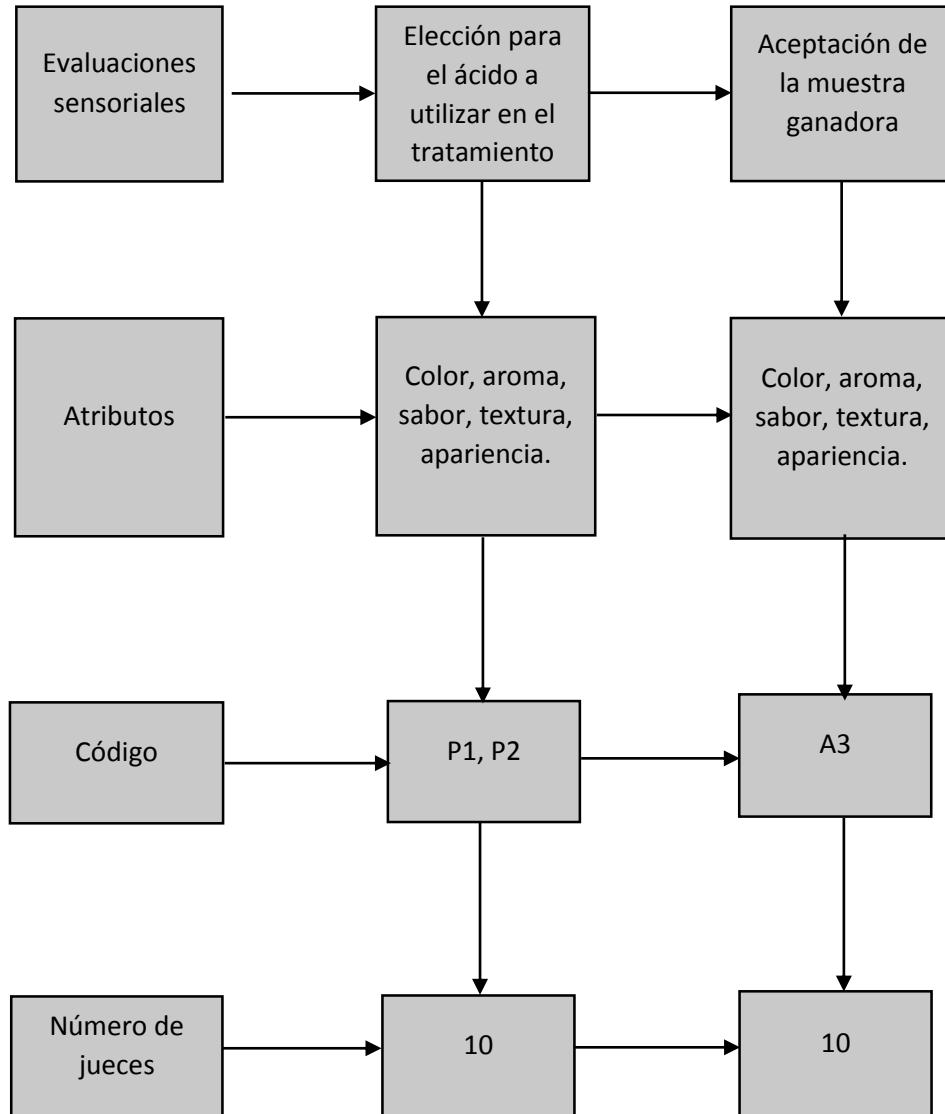 Evaluaciones
sensoriales
Elección para
el ácido a
utilizar en el
tratamiento
Aceptación de
la muestra
ganadora
Atributos
Color, aroma,
sabor, textura,
apariencia.
Color, aroma,
sabor, textura,
apariencia.
Código
P1, P2
A3
Número de
jueces
10
10